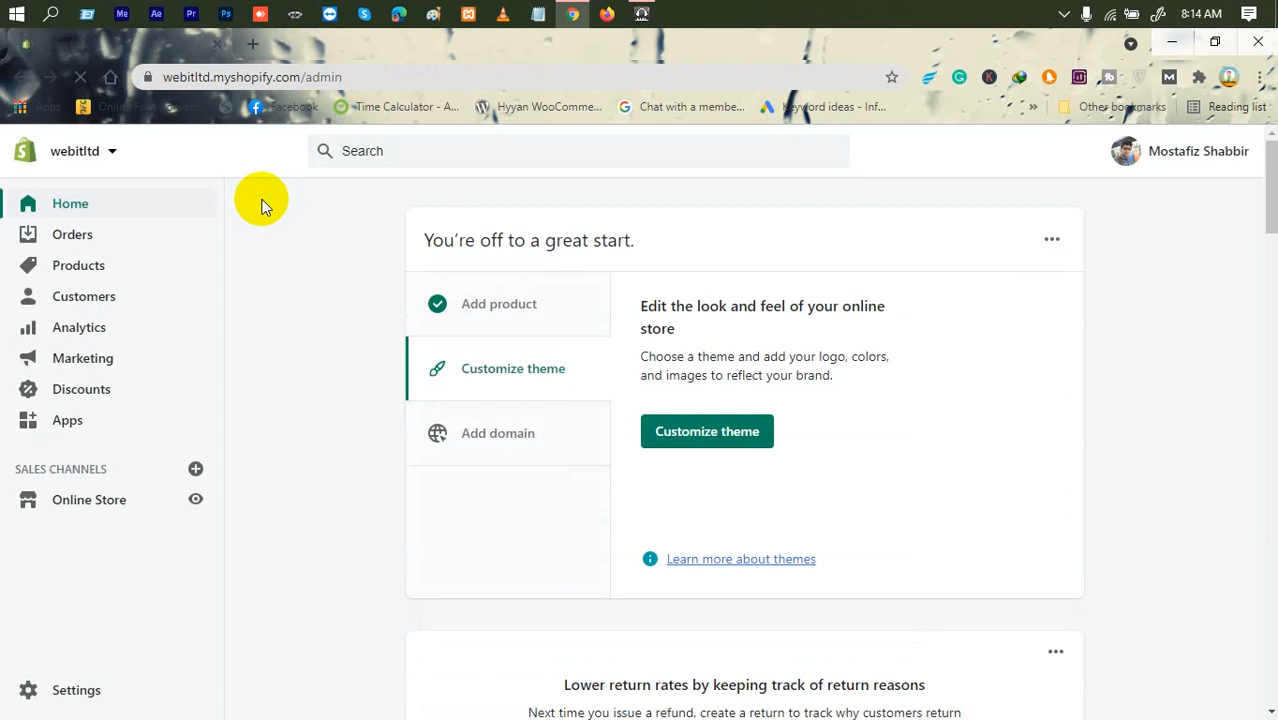 8:14 AM
webitltd.myshopify.com/admin
Apps
Facebook
Time Calculator - A...
Hyyan WooComme...
Chat with a membe...
Keyword ideas - Inf...
»
Other bookmarks
Reading list
webitltd
Search
Mostafiz Shabbir
Home
Orders
Products
Customers
Analytics
Marketing
Discounts
Apps
SALES CHANNELS
Online Store
Settings
You're off to a great start.
Add product
Customize theme
Add domain
Edit the look and feel of your online
store
Choose a theme and add your logo, colors,
and images to reflect your brand.
Customize theme
Learn more about themes
Lower return rates by keeping track of return reasons
Next time you issue a refund, create a return to track why customers return